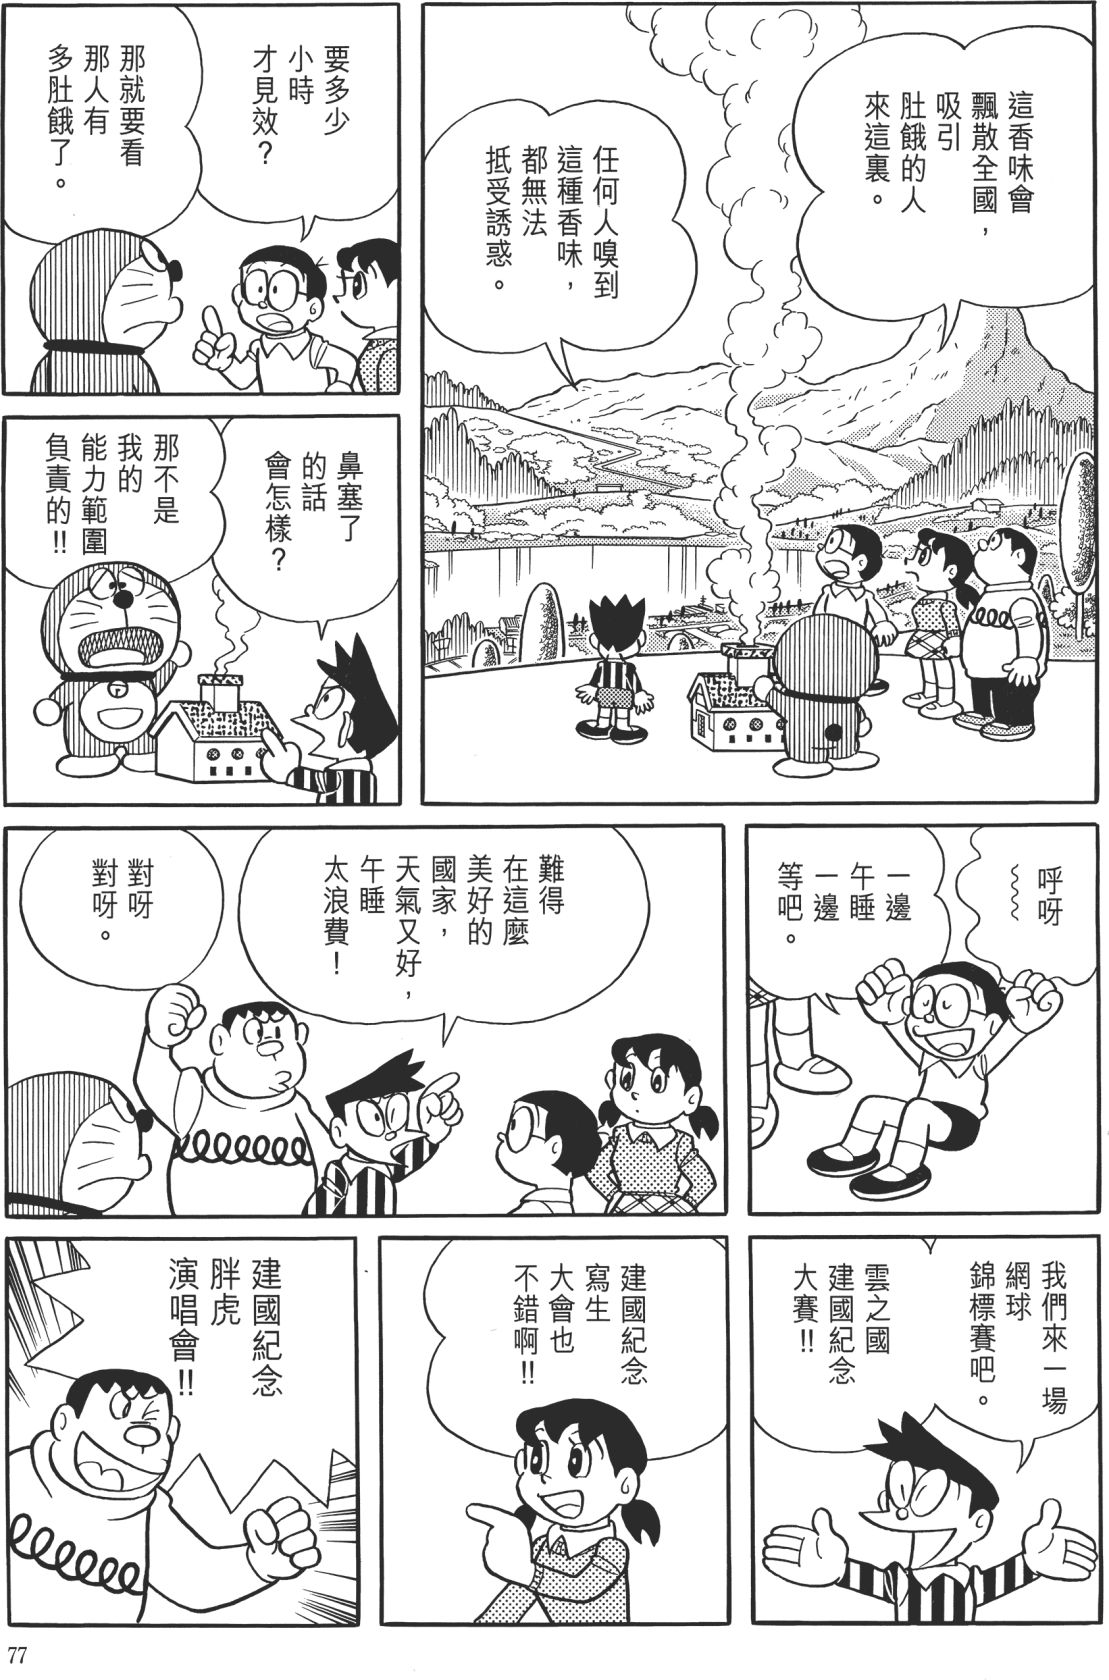 這香味會
飄散全國，
吸引
肚餓的人
來這裏。
任何人嗅到
這種香味，
都無法
抵受誘惑。
要多少
小時
才見效？
那就要看
那人有
多肚餓了。
鼻塞了
的話
會怎樣？
那不是
我的
能力範圍
負責的!!
呼呀
一邊
午睡
一邊
等吧。
難得
在這麼
美好的
國家，
天氣又好，
午睡
太浪費！
對呀
對呀。
我們來一場
網球
錦標賽吧。
雲之國
建國紀念
大賽!!
建國紀念
寫生
大會也
不錯啊!!
建國紀念
胖虎
演唱會!!
77